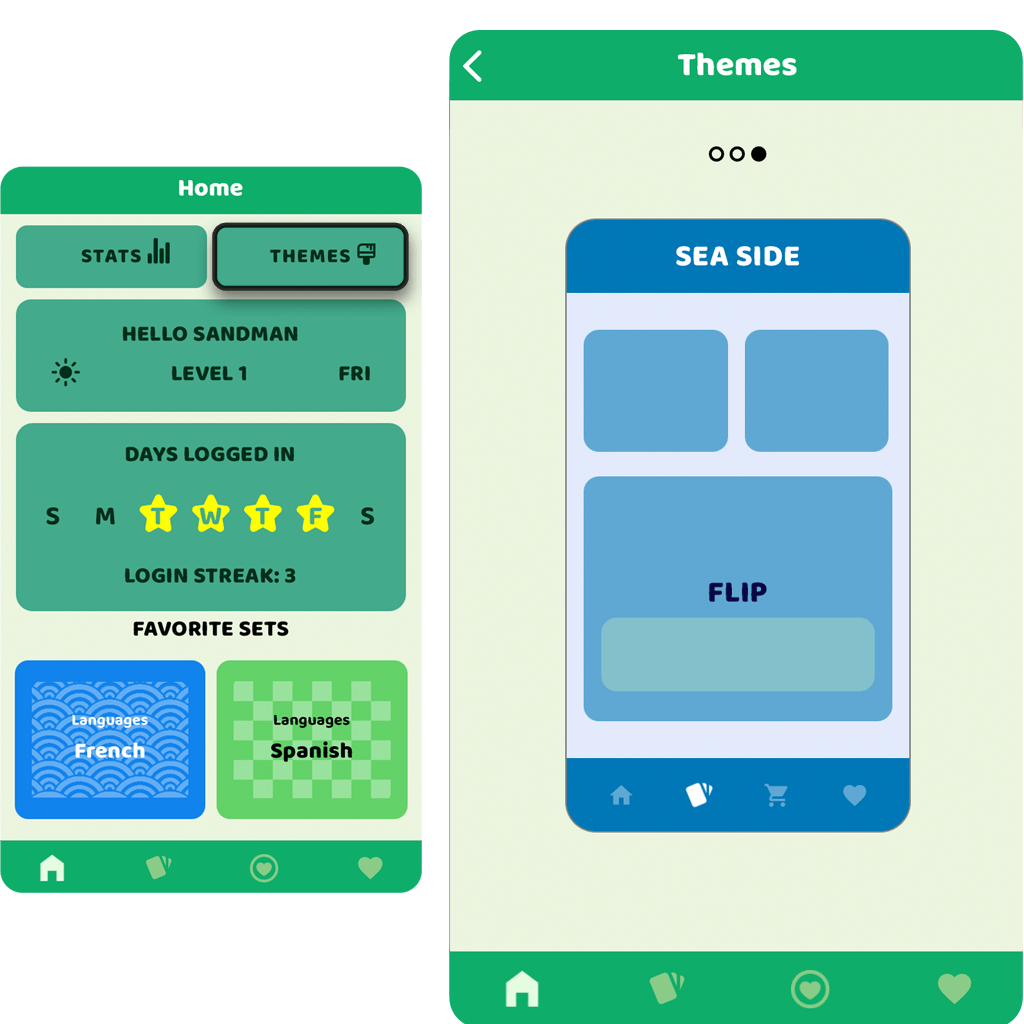 Home
STATS
THEMES
HELLO SANDMAN
LEVEL 1
FRI
DAYS LOGGED IN
S M T W T F S
LOGIN STREAK: 3
FAVORITE SETS
Languages
French
Languages
Spanish
Themes
SEA SIDE
FLIP